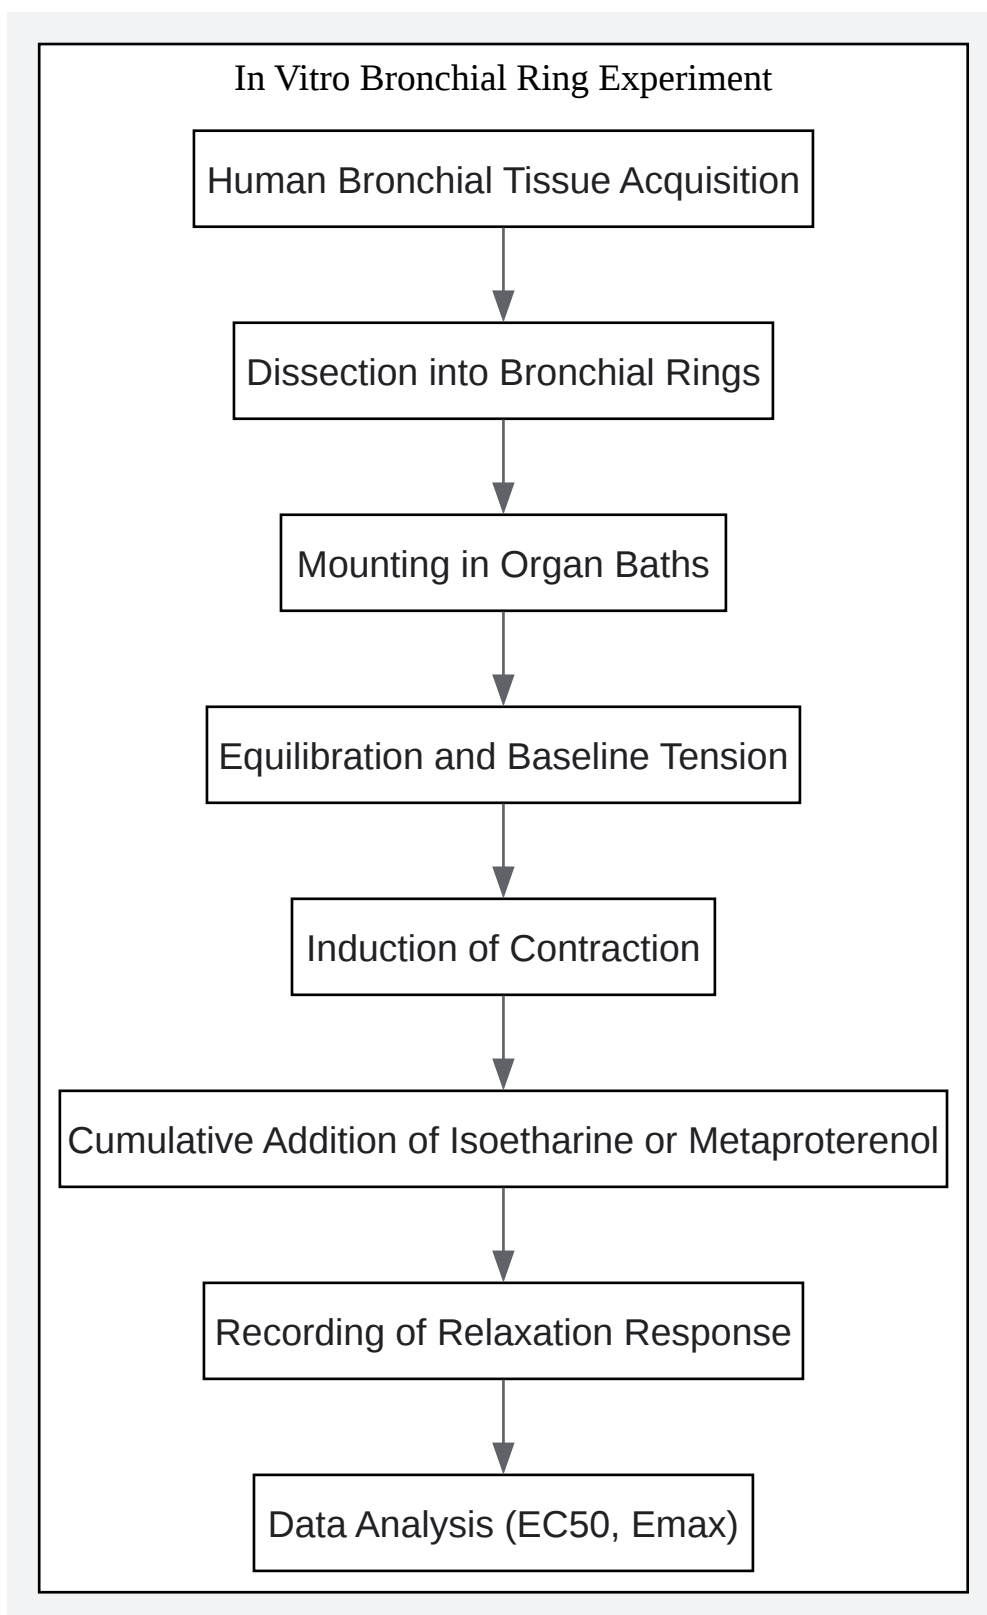 In Vitro Bronchial Ring Experiment
Human Bronchial Tissue Acquisition
Dissection into Bronchial Rings
Mounting in Organ Baths
Equilibration and Baseline Tension
Induction of Contraction
Cumulative Addition of Isoetharine or Metaproterenol
Recording of Relaxation Response
Data Analysis (EC50, Emax)